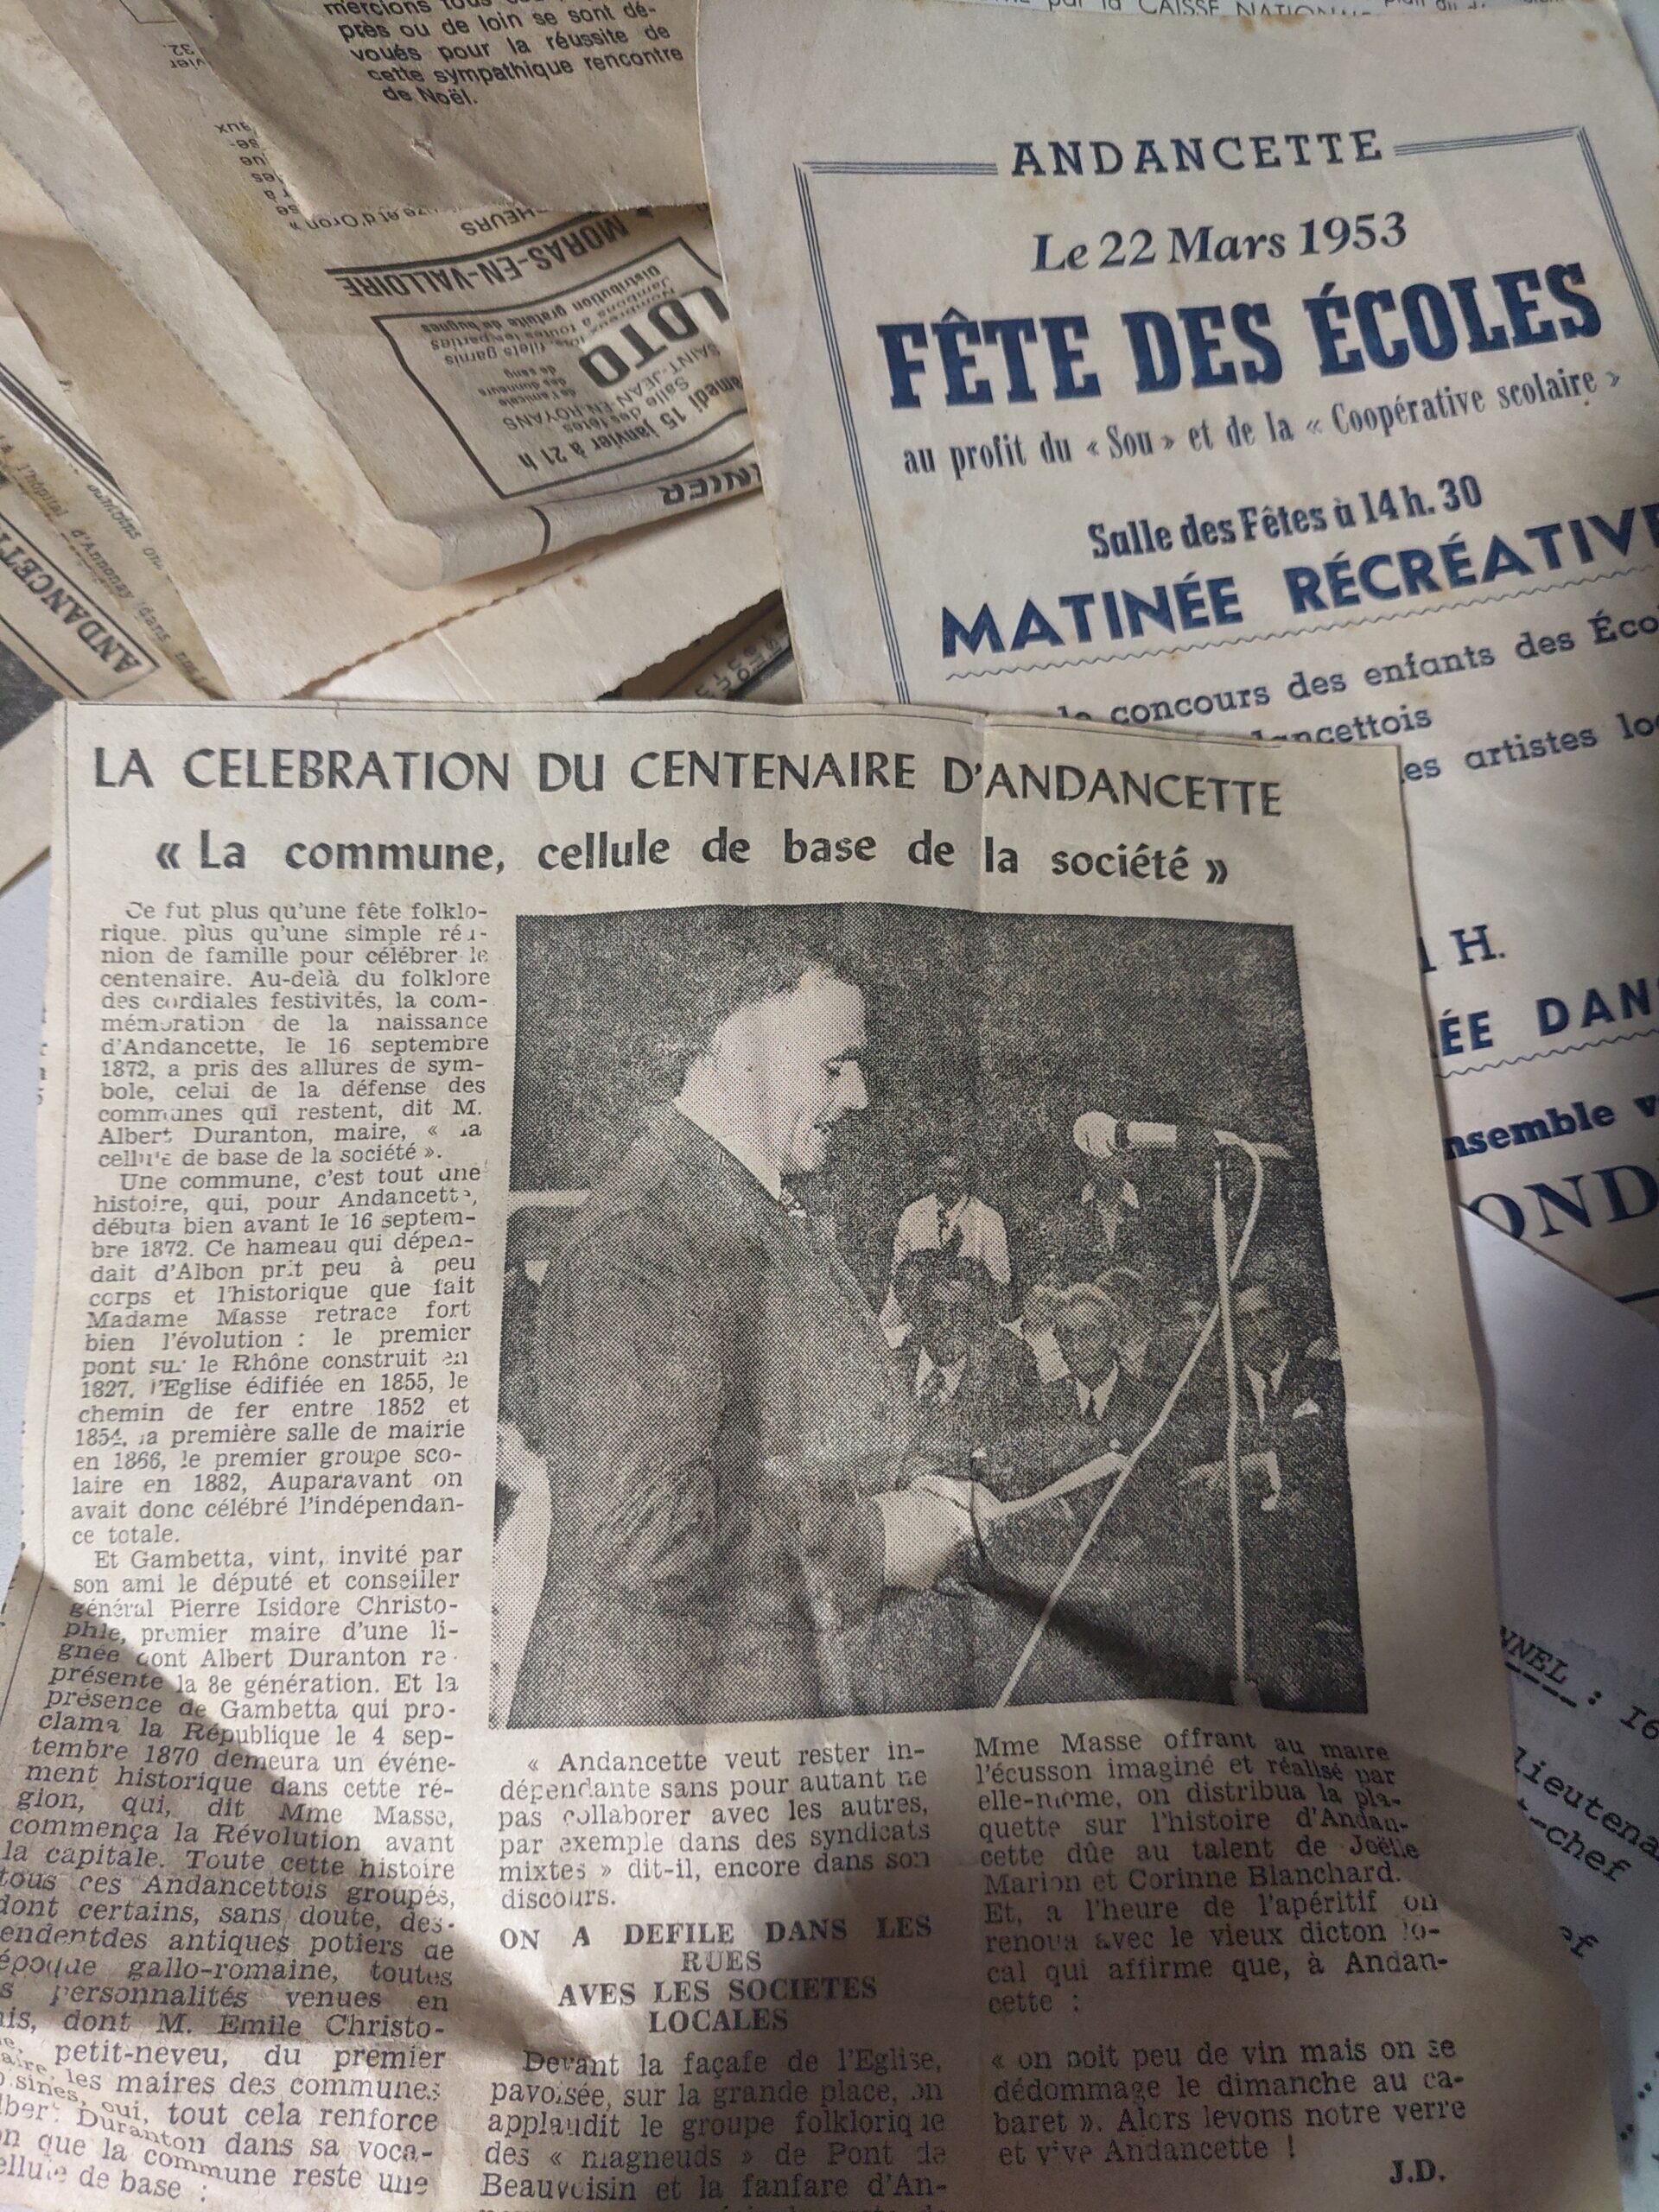 près ou de loin se sont dé-
voués pour la réussite de
cette sympathique rencontre
de Noël.
MORAS-EN-VALLOIRE
Distribution gratuite de bugnes
LOTO
SAINT-JEAN-EN-ROYANS
Salle des fêtes
de l'amicale
des donneurs
de sang
15 janvier à 21 h
l'hôpital d'Annonay dans
ANDANCETTE
Le 22 Mars 1953
FÊTE DES ÉCOLES
au profit du « Sou » et de la « Coopérative scolaire »
Salle des Fêtes à 14 h. 30
MATINÉE RÉCRÉATIVE
concours des enfants des
artistes
H.
LA CELEBRATION DU CENTENAIRE D'ANDANCETTE
« La commune, cellule de base de la société »
Ce fut plus qu'une fête folklo-
rique. plus qu'une simple réu-
nion de famille pour célébrer le
centenaire. Au-delà du folklore
des cordiales festivités, la com-
mémoration de la naissance
d'Andancette, le 16 septembre
1872, a pris des allures de sym-
bole, celui de la défense des
communes qui restent, dit M.
Albert Duranton, maire, « la
cellule de base de la société ».
Une commune, c'est tout une
histoire, qui, pour Andancette,
débuta bien avant le 16 septem-
bre 1872. Ce hameau qui dépen-
dait d'Albon prit peu à peu
corps et l'historique que fait
Madame Masse retrace fort
bien l'évolution : le premier
pont sur le Rhône construit en
1827, l'Eglise édifiée en 1855, le
chemin de fer entre 1852 et
1854, la première salle de mairie
en 1866, le premier groupe sco-
laire en 1882, Auparavant on
avait donc célébré l'indépendan-
ce totale.
Et Gambetta, vint, invité par
son ami le député et conseiller
général Pierre Isidore Christo-
phle, premier maire d'une li-
gnée dont Albert Duranton re-
présente la 8e génération. Et la
présence de Gambetta qui pro-
clama la République le 4 sep-
tembre 1870 demeura un événe-
ment historique dans cette ré-
gion, qui, dit Mme Masse,
commença la Révolution avant
la capitale. Toute cette histoire
tous ces Andancettois groupés,
dont certains, sans doute, des-
endentdes antiques potiers de
époque gallo-romaine, toutes
personnalités venues en
dont M. Emile Christo-
petit-neveu, du premier
les maires des communes
oui, tout cela renforce
Duranton dans sa voca-
que la commune reste une
cellule de base :
« Andancette veut rester in-
dépendante sans pour autant ne
pas collaborer avec les autres,
par exemple dans des syndicats
mixtes » dit-il, encore dans son
discours.
ON A DEFILE DANS LES
RUES
AVES LES SOCIETES
LOCALES
Devant la façafe de l'Eglise,
pavoisée, sur la grande place, on
applaudit le groupe folklorique
des « magneuds » de Pont de
Beauvoisin et la fanfare d'An-
Mme Masse offrant au maire
l'écusson imaginé et réalisé par
elle-même, on distribua la pla-
quette sur l'histoire d'Andan-
cette dûe au talent de Joëlle
Marion et Corinne Blanchard.
Et, a l'heure de l'apéritif on
renoua avec le vieux dicton lo-
cal qui affirme que, à Andan-
cette :
« on boit peu de vin mais on se
dédommage le dimanche au ca-
baret ». Alors levons notre verre
et vive Andancette !
J.D.